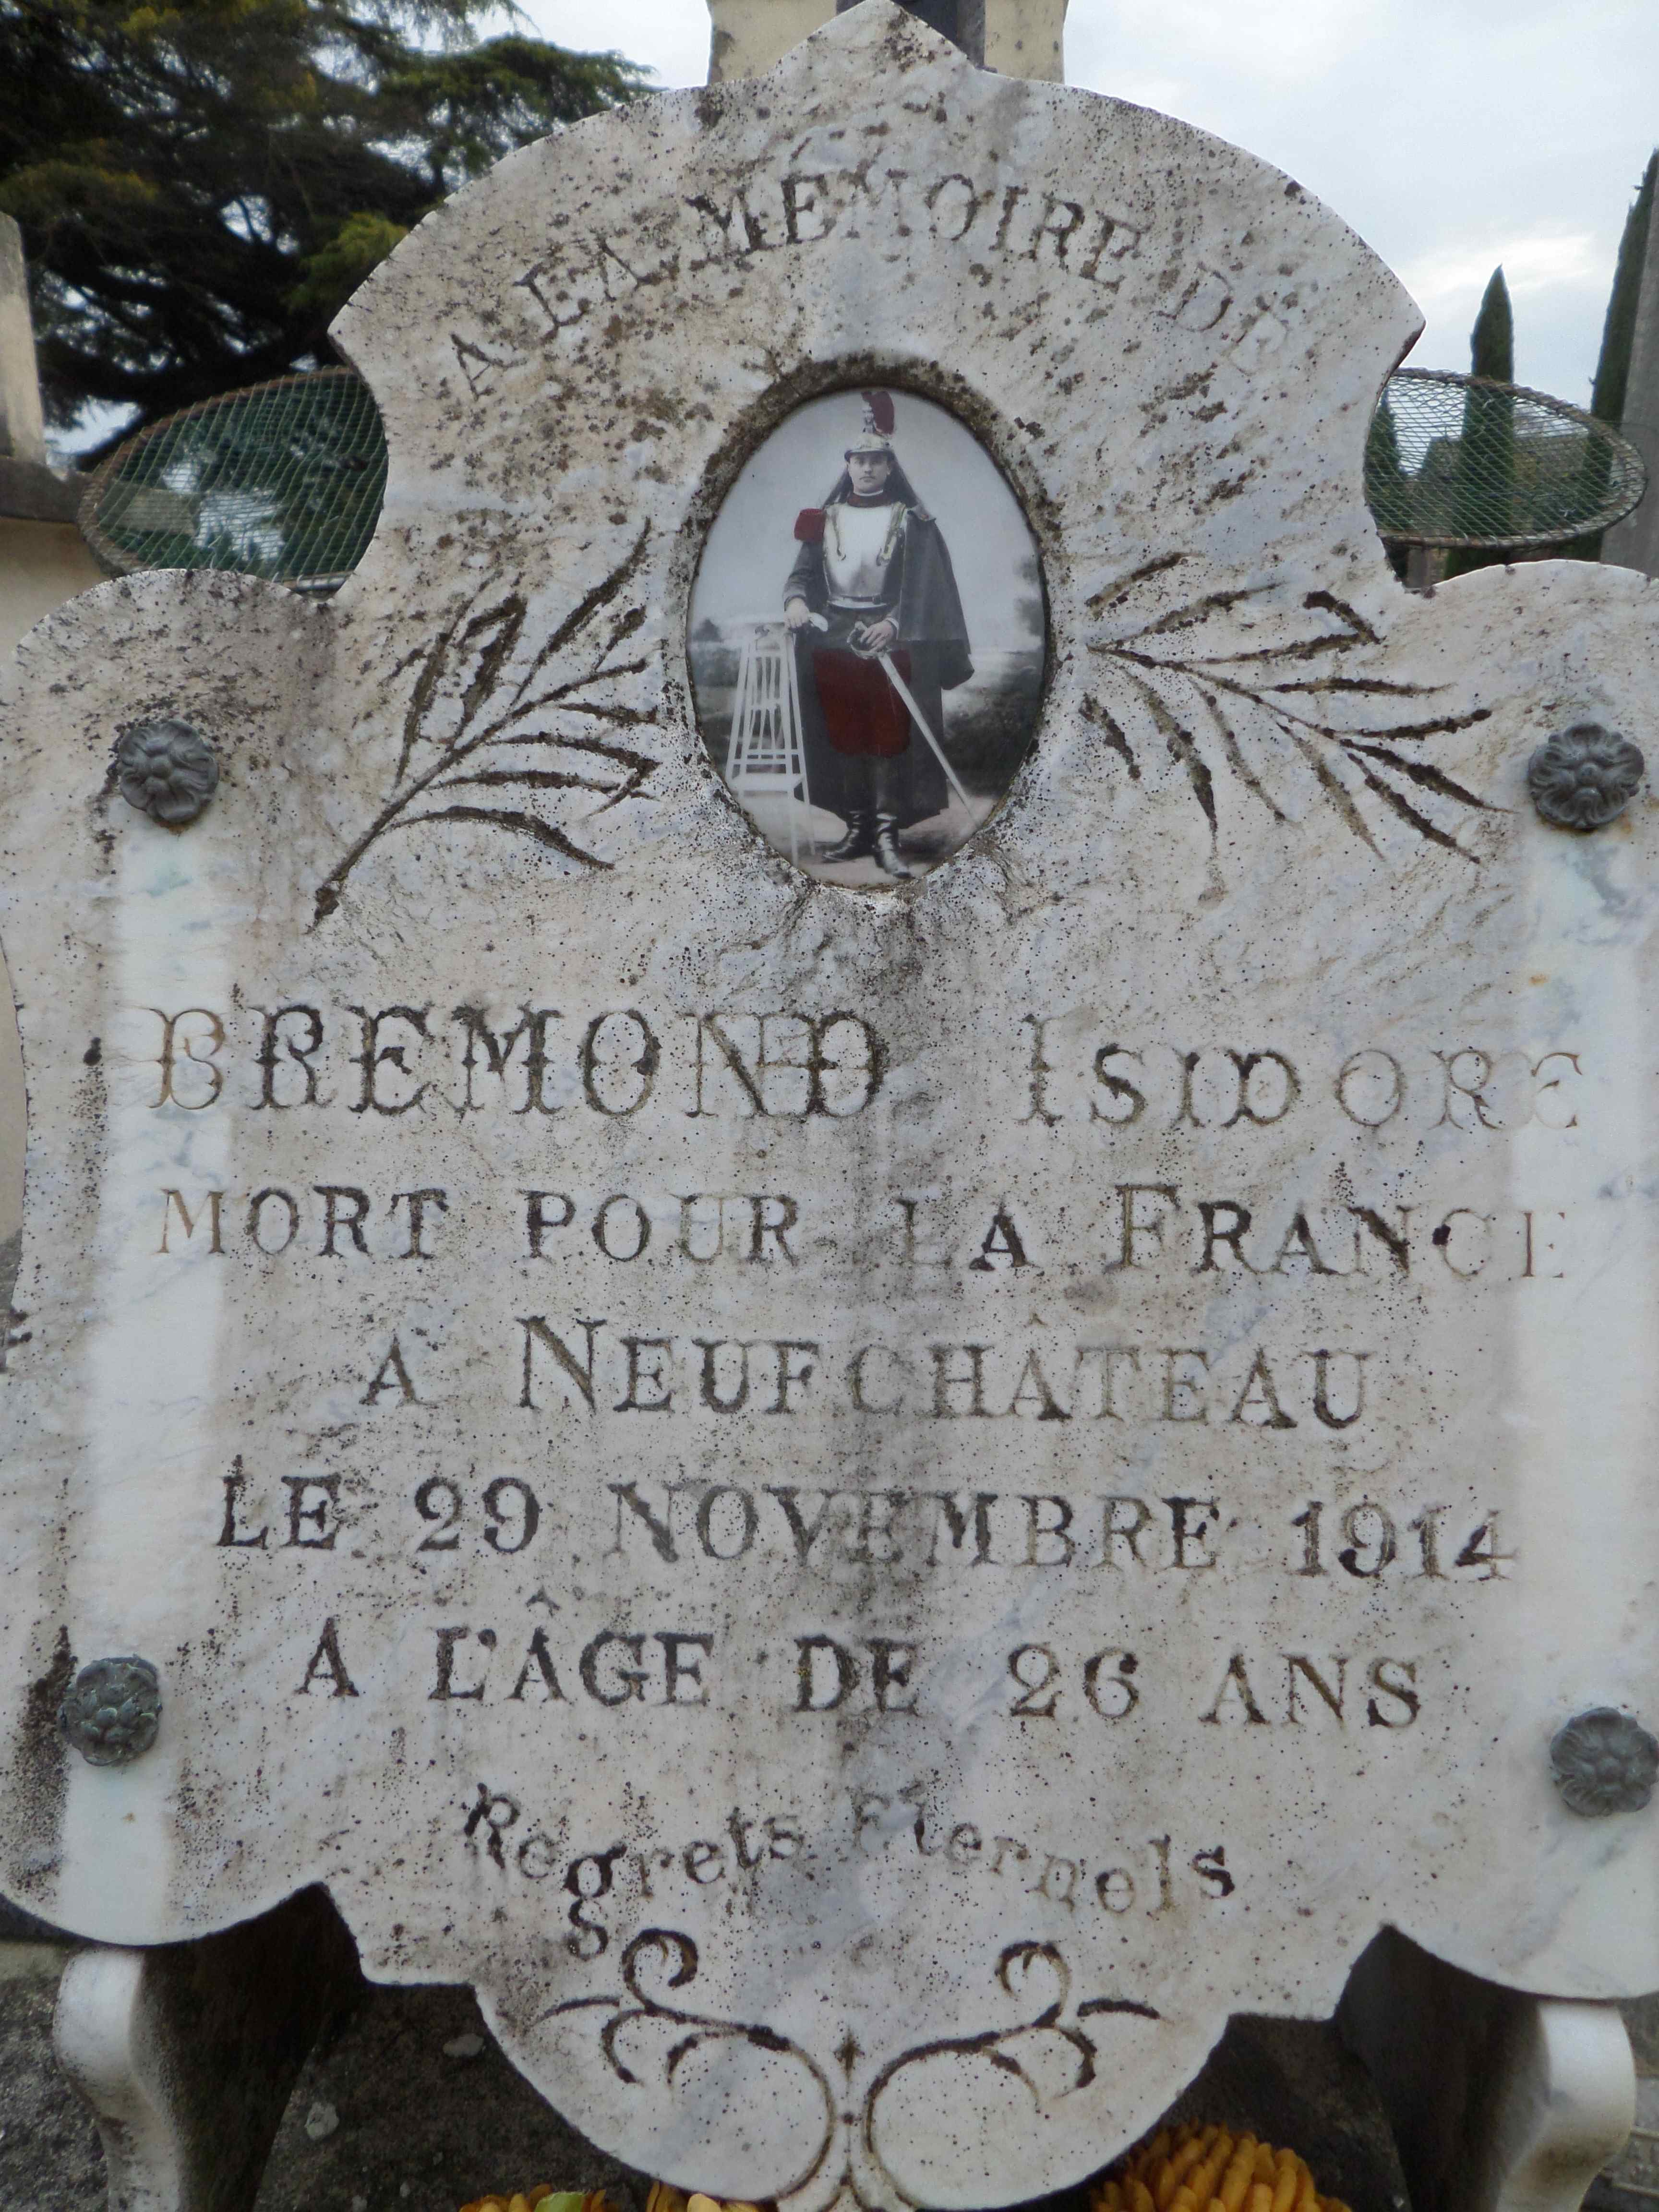 A LA MÉMOIRE DE
BREMOND ISIDORE
MORT POUR LA FRANCE
A NEUFCHÂTEAU
LE 29 NOVEMBRE 1914
A L'ÂGE DE 26 ANS
Regrets Eternels